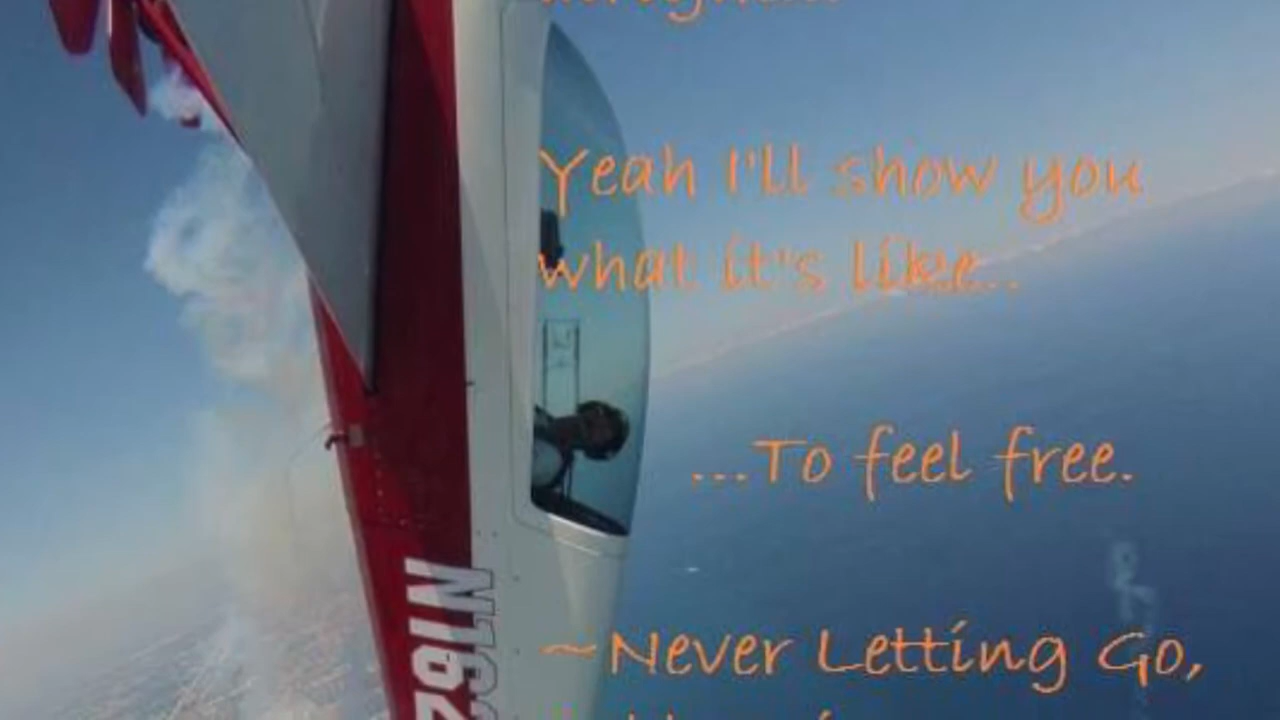 Yeah I'll show you
what it's like..
...To feel free.
~Never Letting Go,